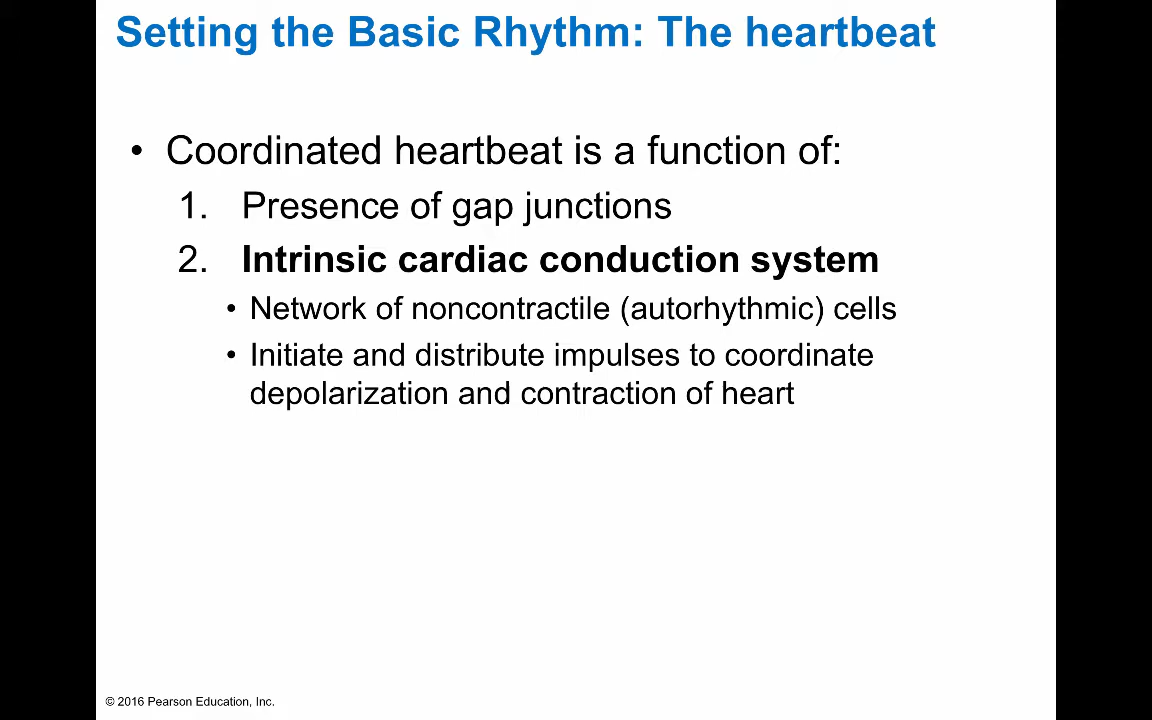 Setting the Basic Rhythm: The heartbeat
• Coordinated heartbeat is a function of:
1. Presence of gap junctions
2. Intrinsic cardiac conduction system
• Network of noncontractile (autorhythmic) cells
• Initiate and distribute impulses to coordinate
depolarization and contraction of heart
© 2016 Pearson Education, Inc.